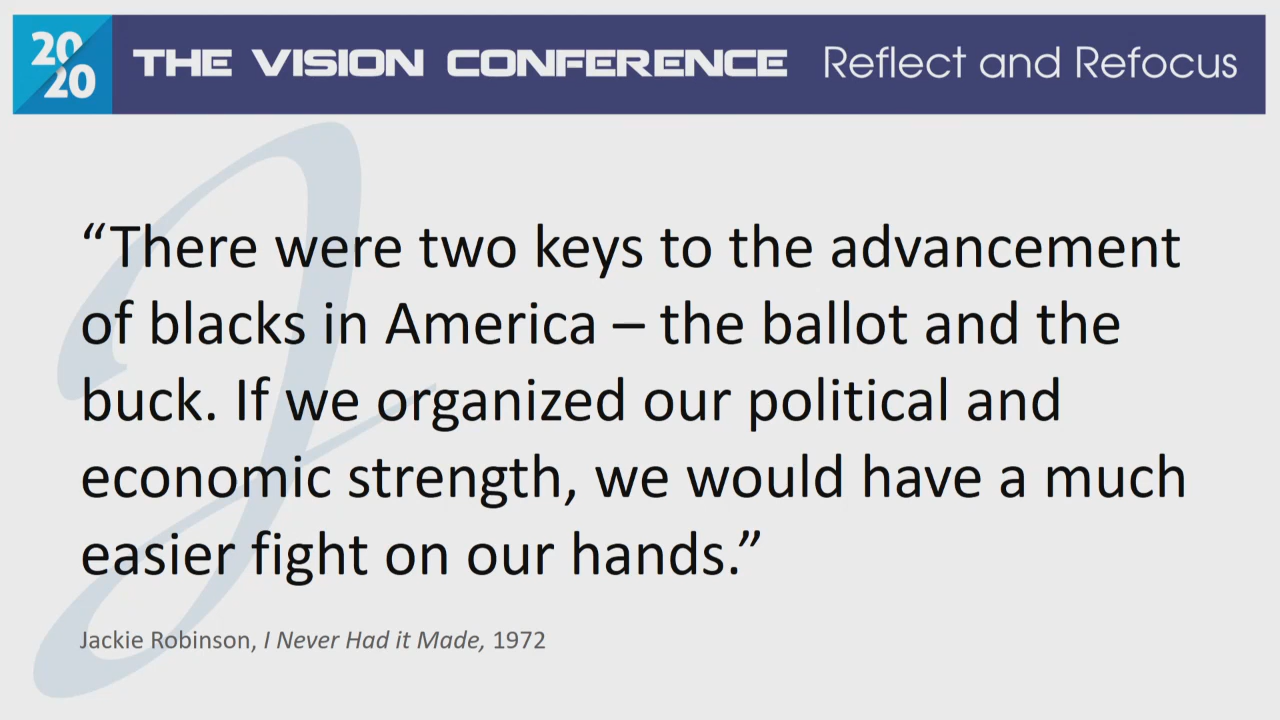 20
20
THE VISION CONFERENCE Reflect and Refocus
“There were two keys to the advancement
of blacks in America – the ballot and the
buck. If we organized our political and
economic strength, we would have a much
easier fight on our hands.”
Jackie Robinson, I Never Had it Made, 1972